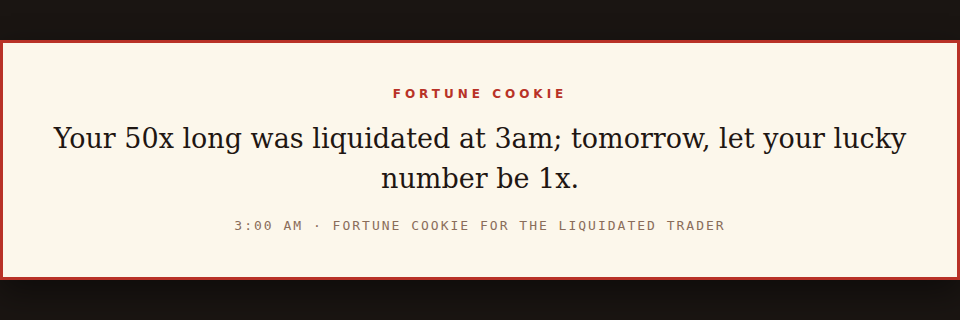 FORTUNE COOKIE
Your 50x long was liquidated at 3am; tomorrow, let your lucky
number be 1x.
3:00 AM · FORTUNE COOKIE FOR THE LIQUIDATED TRADER